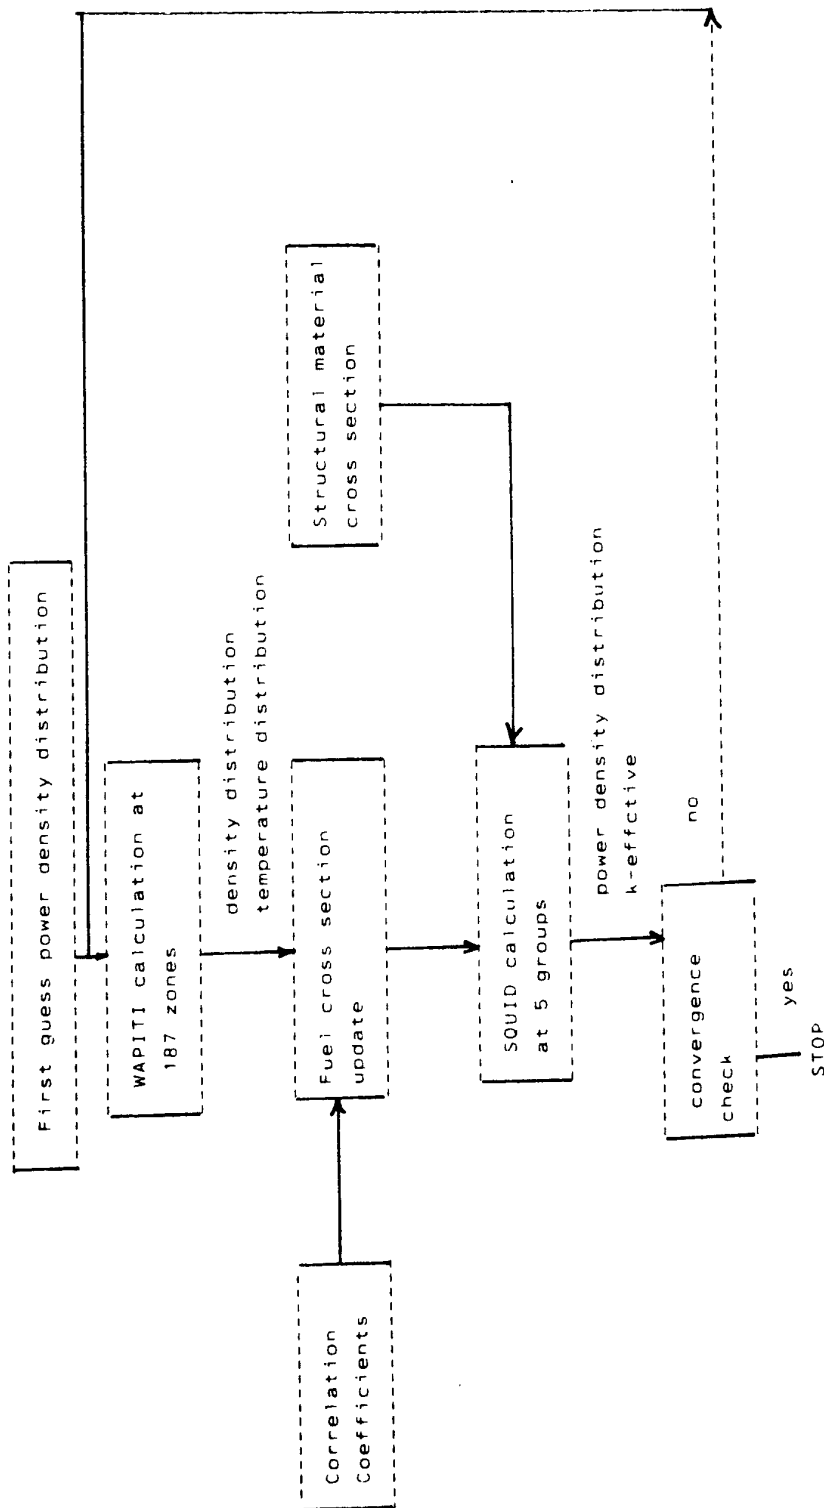 First guess power density distribution
WAPITI calculation at
187 zones
density distribution
temperature distribution
Correlation
Coefficients
Fuel cross section
update
Structural material
cross section
SQUID calculation
at 5 groups
power density distribution
k-effctive
convergence
check
no
yes
STOP